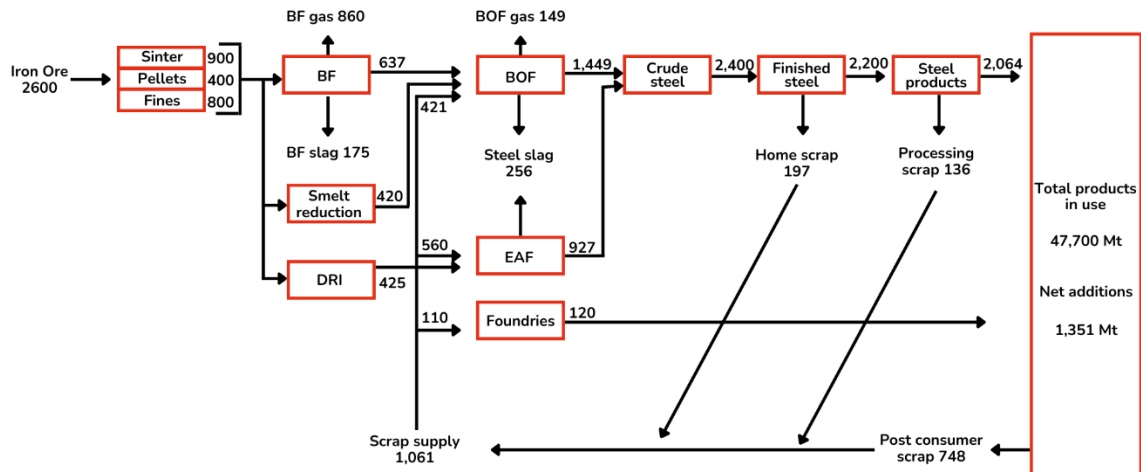 BF gas 860
BOF gas 149
Iron Ore
2600
Sinter
900
Pellets
400
Fines
800
BF
637
421
BOF
1,449
Crude
steel
2,400
Finished
steel
2,200
Steel
products
2,064
BF slag 175
Steel slag
256
Home scrap
197
Processing
scrap 136
Smelt
reduction
420
560
EAF
927
DRI
425
110
Foundries
120
Total products
in use
47,700 Mt
Net additions
1,351 Mt
Scrap supply
1,061
Post consumer
scrap 748